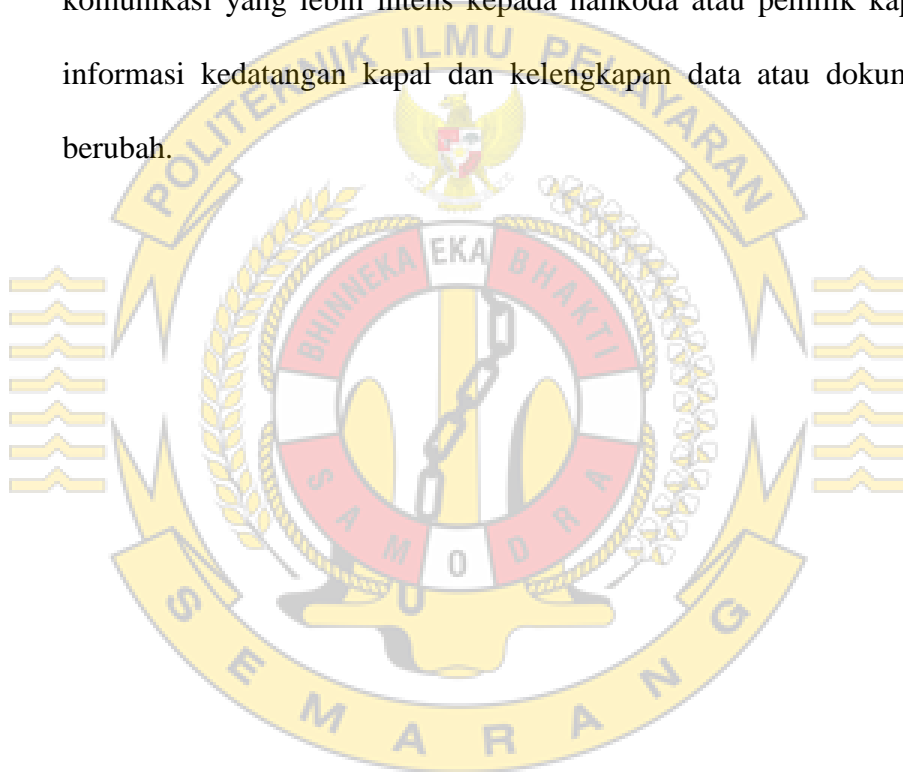 komunikasi yang lebih intens kepada nahkoda atau pemilik kap
informasi kedatangan kapal dan kelengkapan data atau dokun
berubah.
POLITEKNIK ILMU PELAYARAN
BHINNEKA EKA BHAKTI
SAMODRA
SEMARANG